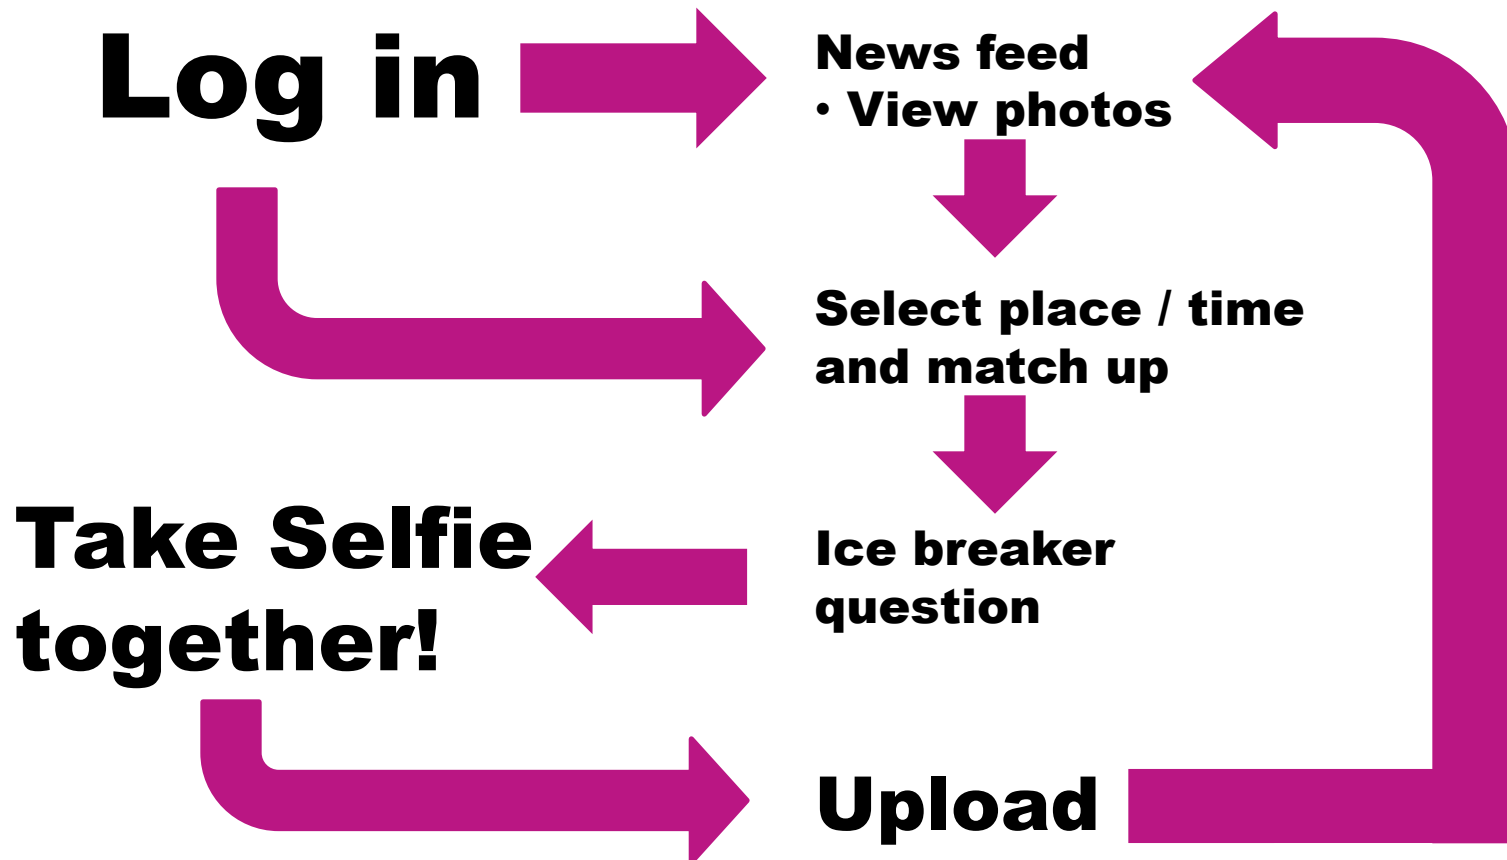 Log in
News feed
• View photos
Select place / time
and match up
Ice breaker
question
Take Selfie
together!
Upload